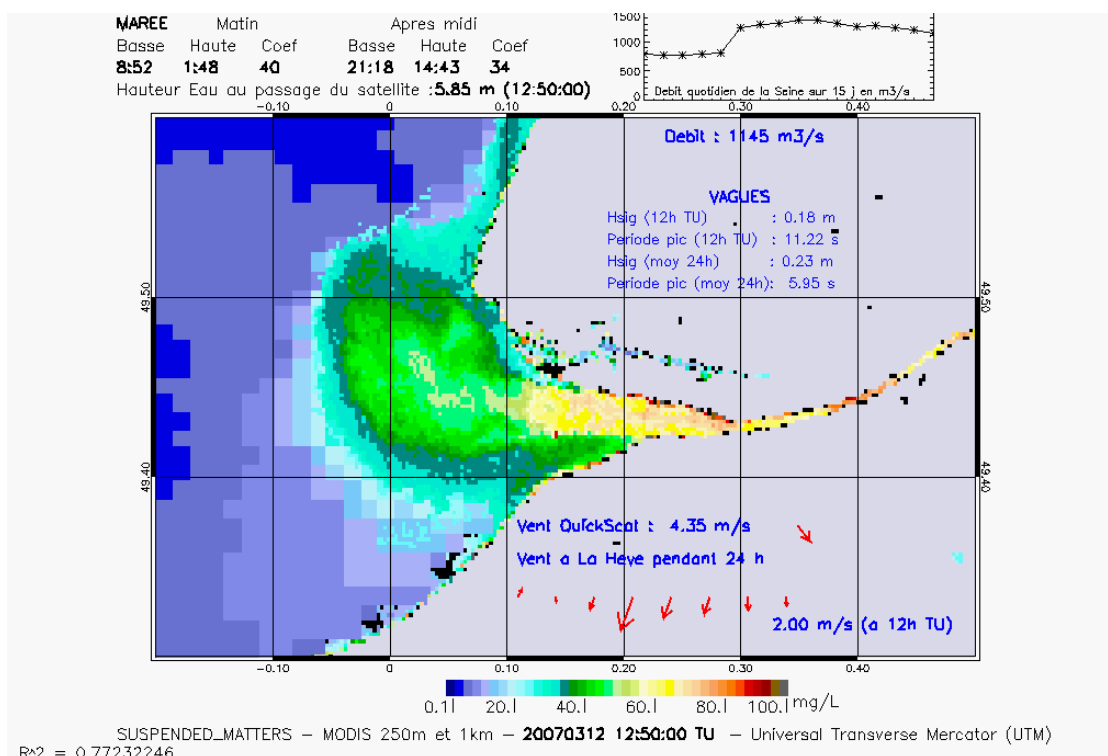 MAREE Matin Apres midi
Basse Haute Coef Basse Haute Coef
8:52 1:48 40 21:18 14:43 34
Hauteur Eau au passage du satellite :5.85 m (12:50:00)
1500
1000
500
0
Debit quotidien de la Seine sur 15 j en m3/s
-0.10 0 0.10 0.20 0.30 0.40
Debit : 1145 m3/s
VAGUES
Hsig (12h TU) : 0.18 m
Periode pic (12h TU) : 11.22 s
Hsig (moy 24h) : 0.23 m
Periode pic (moy 24h): 5.95 s
49.50 49.50
49.40 49.40
Vent QuickScat : 4.35 m/s
Vent a La Heve pendant 24 h
2.00 m/s (a 12h TU)
-0.10 0 0.10 0.20 0.30 0.40
0.1 20. 40. 60. 80. 100. mg/L
SUSPENDED_MATTERS - MODIS 250m et 1km - 20070312 12:50:00 TU - Universal Transverse Mercator (UTM)
R^2 = 0.77232246